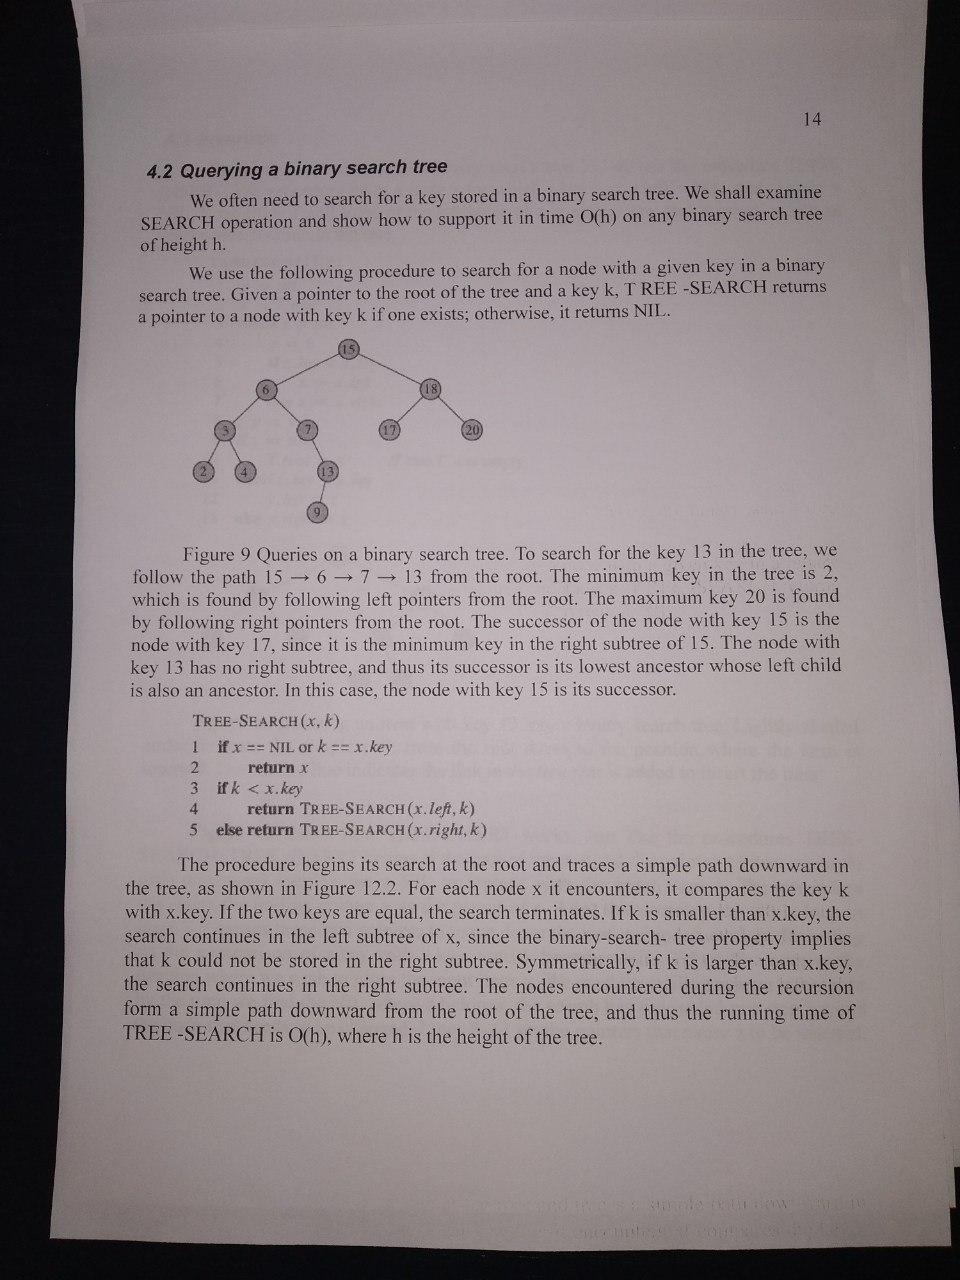 14
4.2 Querying a binary search tree
We often need to search for a key stored in a binary search tree. We shall examine
SEARCH operation and show how to support it in time O(h) on any binary search tree
of height h.
We use the following procedure to search for a node with a given key in a binary
search tree. Given a pointer to the root of the tree and a key k, T REE -SEARCH returns
a pointer to a node with key k if one exists; otherwise, it returns NIL.
15
6 18
3 7 17 20
2 4 13
9
Figure 9 Queries on a binary search tree. To search for the key 13 in the tree, we
follow the path 15 → 6 → 7 → 13 from the root. The minimum key in the tree is 2,
which is found by following left pointers from the root. The maximum key 20 is found
by following right pointers from the root. The successor of the node with key 15 is the
node with key 17, since it is the minimum key in the right subtree of 15. The node with
key 13 has no right subtree, and thus its successor is its lowest ancestor whose left child
is also an ancestor. In this case, the node with key 15 is its successor.
TREE-SEARCH(x, k)
1 if x == NIL or k == x.key
2 return x
3 if k < x.key
4 return TREE-SEARCH(x.left, k)
5 else return TREE-SEARCH(x.right, k)
The procedure begins its search at the root and traces a simple path downward in
the tree, as shown in Figure 12.2. For each node x it encounters, it compares the key k
with x.key. If the two keys are equal, the search terminates. If k is smaller than x.key, the
search continues in the left subtree of x, since the binary-search- tree property implies
that k could not be stored in the right subtree. Symmetrically, if k is larger than x.key,
the search continues in the right subtree. The nodes encountered during the recursion
form a simple path downward from the root of the tree, and thus the running time of
TREE -SEARCH is O(h), where h is the height of the tree.